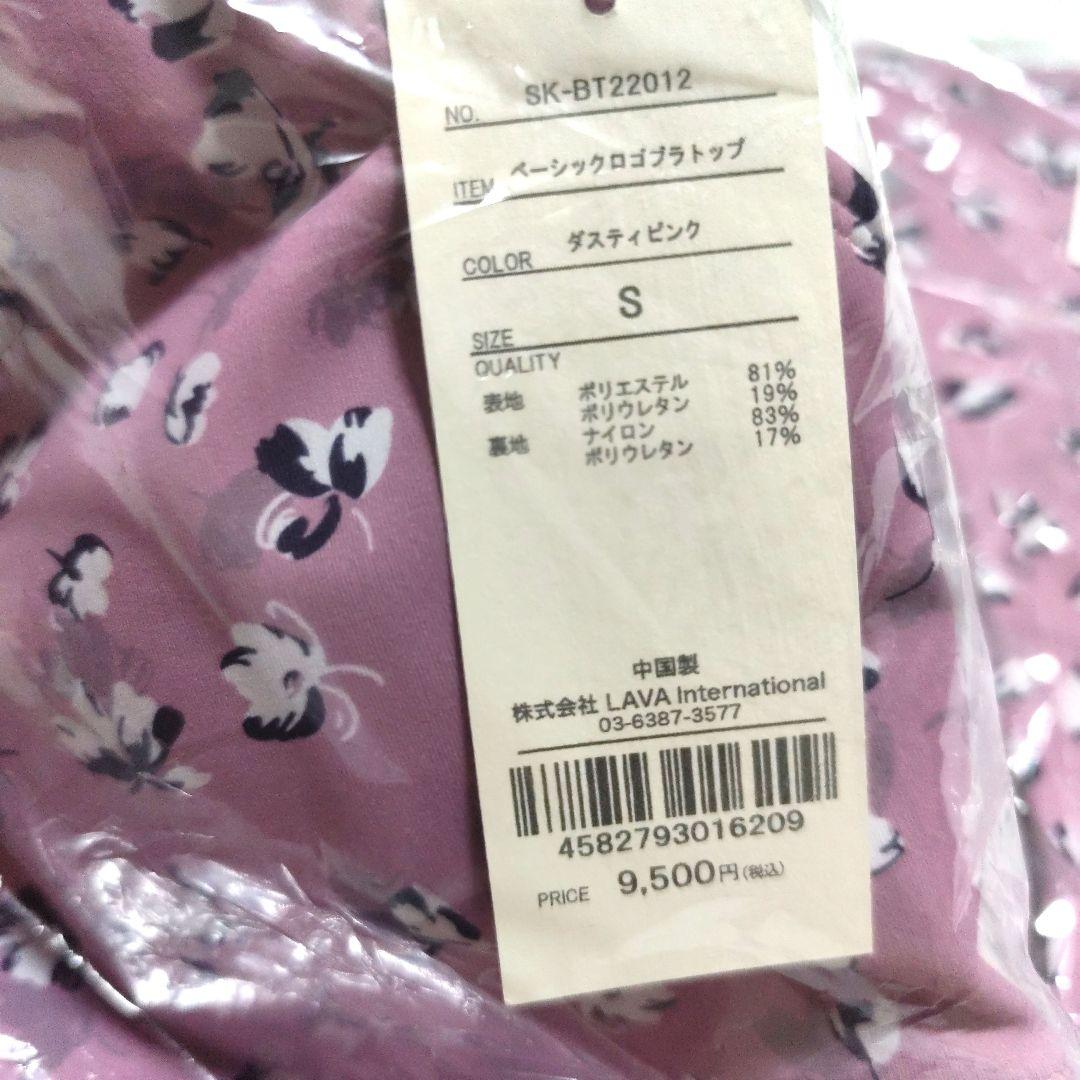 NO. SK-BT22012
ITEM ベーシックロゴブラトップ
COLOR ダスティピンク
SIZE S
QUALITY
表地 ポリエステル 81%
ポリウレタン 19%
裏地 ナイロン 83%
ポリウレタン 17%
中国製
株式会社 LAVA International
03-6387-3577
4582793016209
PRICE 9,500円(税込)